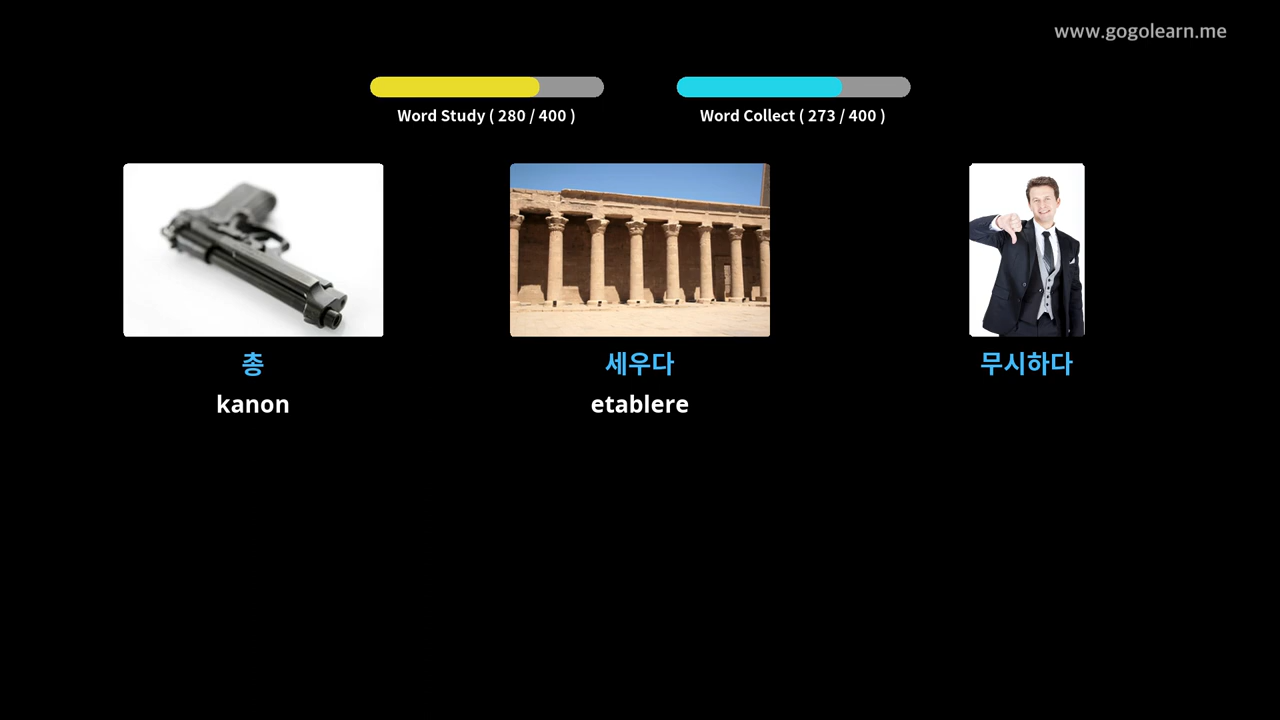 www.gogolearn.me
Word Study ( 280 / 400 )
Word Collect ( 273 / 400 )
총
세우다
무시하다
kanon
etablere